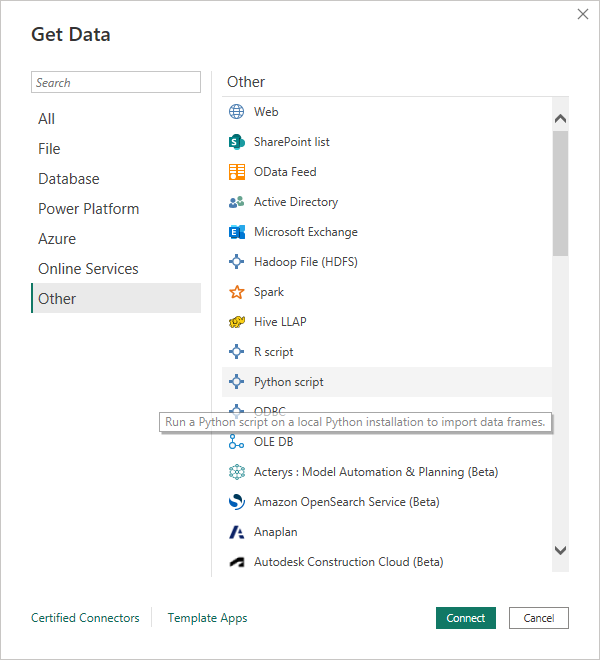 Get Data
Search
All
File
Database
Power Platform
Azure
Online Services
Other
Other
Web
SharePoint list
OData Feed
Active Directory
Microsoft Exchange
Hadoop File (HDFS)
Spark
Hive LLAP
R script
Python script
ODBC
Run a Python script on a local Python installation to import data frames.
OLE DB
Acterys : Model Automation & Planning (Beta)
Amazon OpenSearch Service (Beta)
Anaplan
Autodesk Construction Cloud (Beta)
Certified Connectors
Template Apps
Connect
Cancel